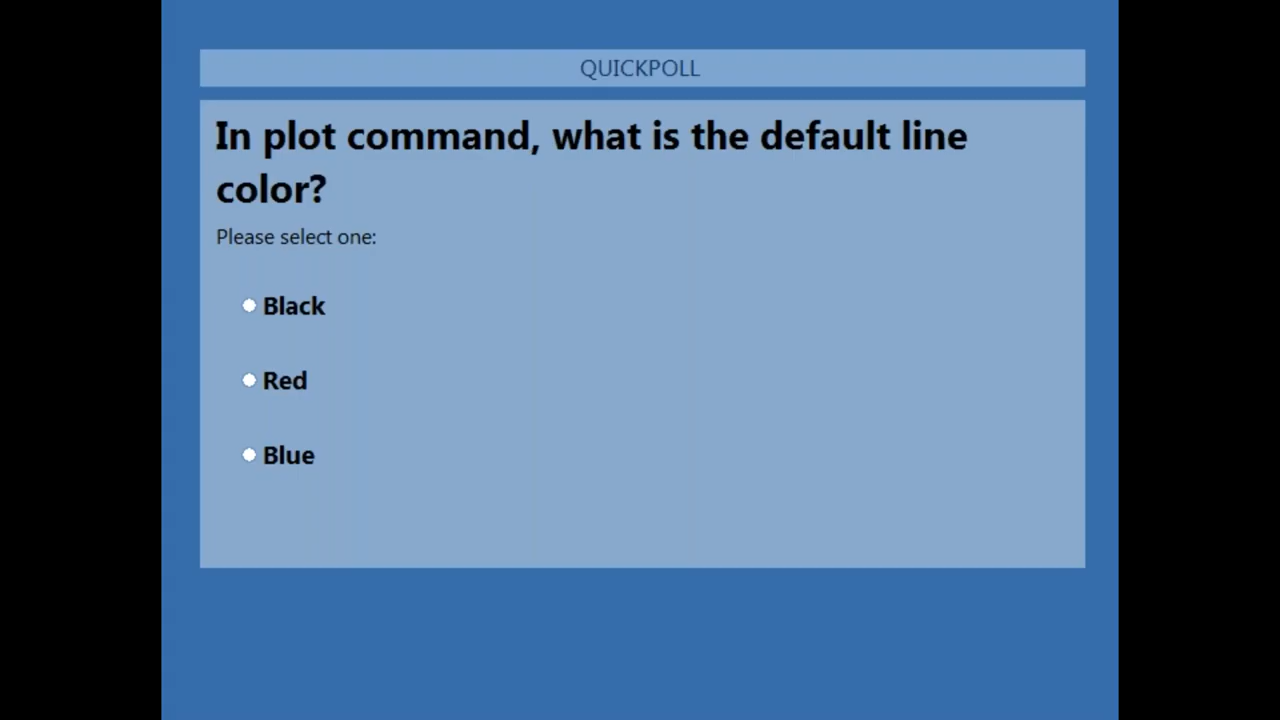 QUICKPOLL
In plot command, what is the default line
color?
Please select one:
Black
Red
Blue